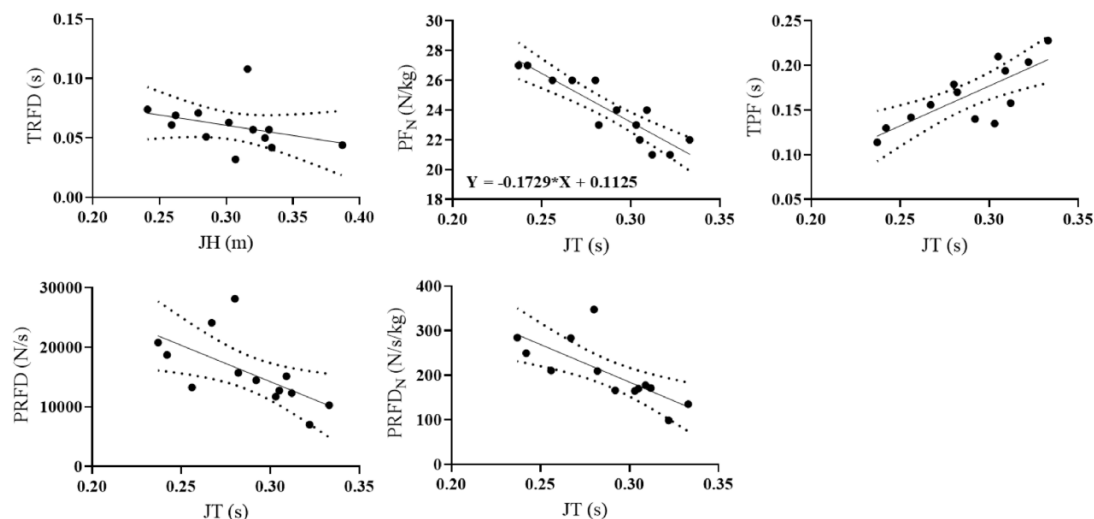 TRFD (s)
0.15
0.10
0.05
0.00
0.20 0.25 0.30 0.35 0.40
JH (m)
PF_N (N/kg)
30
28
26
24
22
20
18
Y = -0.1729*X + 0.1125
0.20 0.25 0.30 0.35
JT (s)
TPF (s)
0.25
0.20
0.15
0.10
0.05
0.20 0.25 0.30 0.35
JT (s)
PRFD (N/s)
30000
20000
10000
0
0.20 0.25 0.30 0.35
JT (s)
PRFD_N (N/s/kg)
400
300
200
100
0
0.20 0.25 0.30 0.35
JT (s)